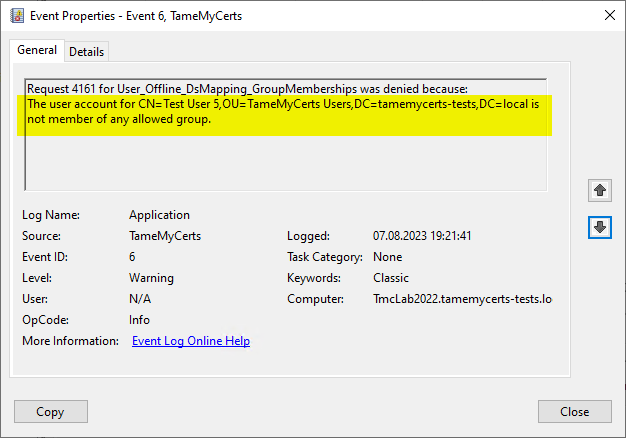 Event Properties - Event 6, TameMyCerts
General Details
Request 4161 for User_Offline_DsMapping_GroupMemberships was denied because:
The user account for CN=Test User 5,OU=TameMyCerts Users,DC=tamemycerts-tests,DC=local is
not member of any allowed group.
Log Name: Application
Source: TameMyCerts Logged: 07.08.2023 19:21:41
Event ID: 6 Task Category: None
Level: Warning Keywords: Classic
User: N/A Computer: TmcLab2022.tamemycerts-tests.lo
OpCode: Info
More Information: Event Log Online Help
Copy Close